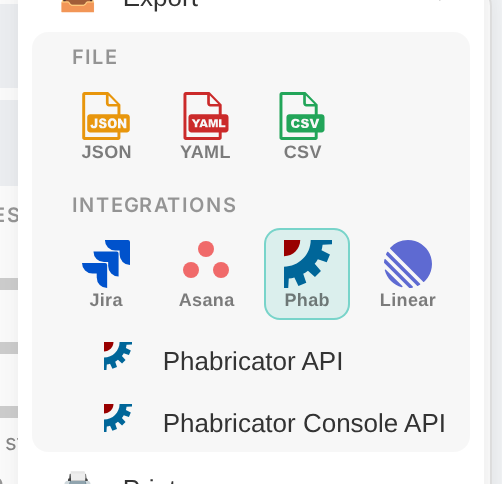 Export
FILE
JSON YAML CSV
JSON YAML CSV
INTEGRATIONS
Jira Asana Phab Linear
Phabricator API
Phabricator Console API